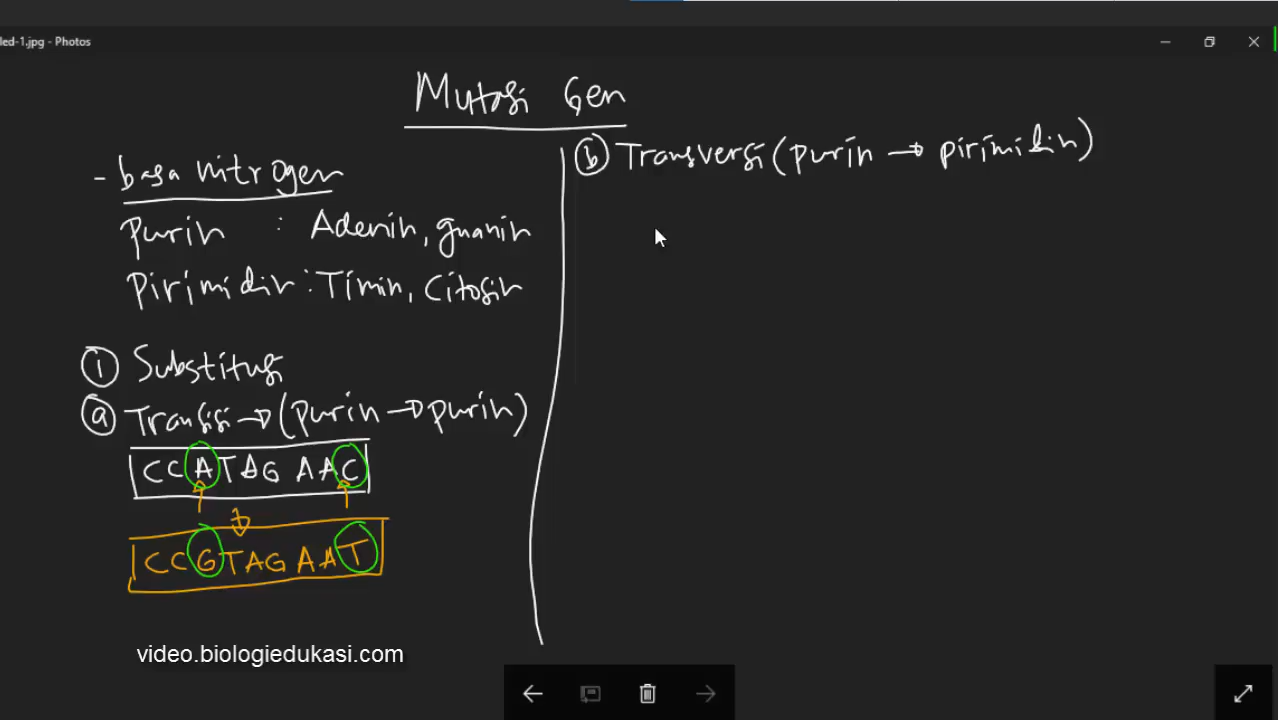 led-1.jpg - Photos
Mutasi Gen
- basa nitrogen
purin : Adenin, guanin
Pirimidin : Timin, Citosin
① Substitusi
ⓐ Transisi → (purin → purin)
CCATAG AAC
CCGTAG AAT
ⓑ Transversi (purin → pirimidin)
video.biologiedukasi.com